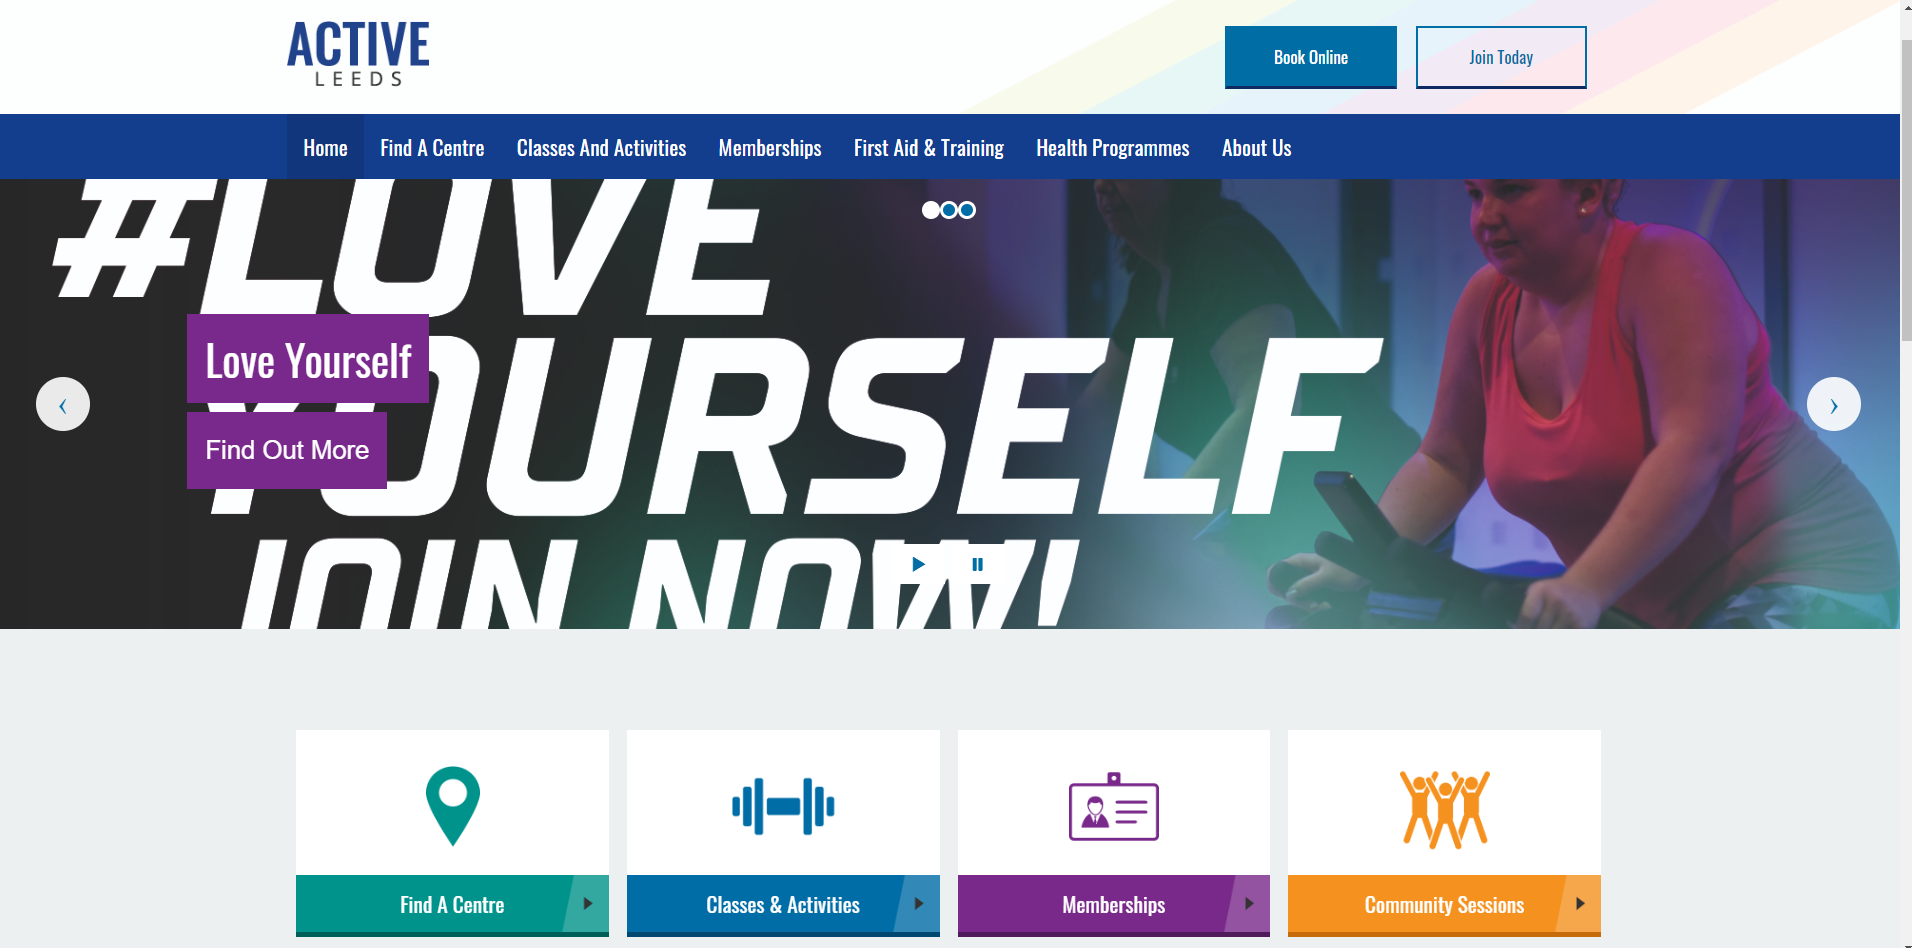 ACTIVE
LEEDS
Book Online
Join Today
Home
Find A Centre
Classes And Activities
Memberships
First Aid & Training
Health Programmes
About Us
#LOVE
YOURSELF
JOIN NOW!
Love Yourself
Find Out More
Find A Centre
Classes & Activities
Memberships
Community Sessions